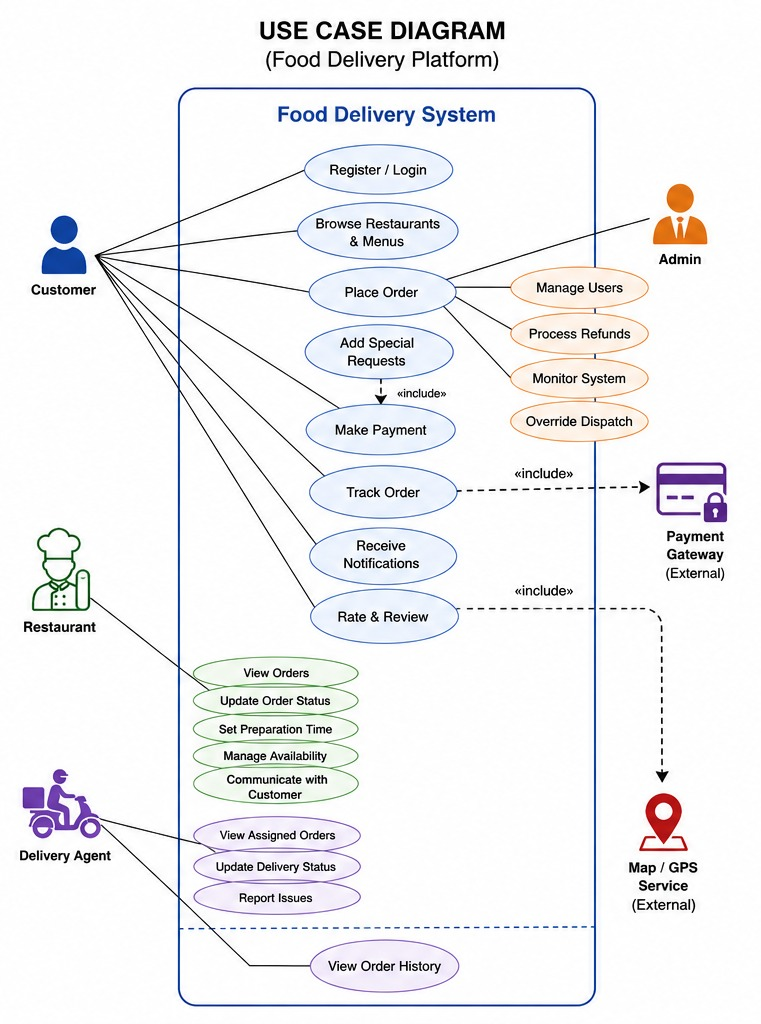 USE CASE DIAGRAM
(Food Delivery Platform)
Food Delivery System
Register / Login
Browse Restaurants
& Menus
Place Order
Add Special
Requests
«include»
Make Payment
Track Order
Receive
Notifications
Rate & Review
Customer
Admin
Manage Users
Process Refunds
Monitor System
Override Dispatch
«include»
Payment
Gateway
(External)
«include»
Restaurant
View Orders
Update Order Status
Set Preparation Time
Manage Availability
Communicate with
Customer
Delivery Agent
View Assigned Orders
Update Delivery Status
Report Issues
Map / GPS
Service
(External)
View Order History